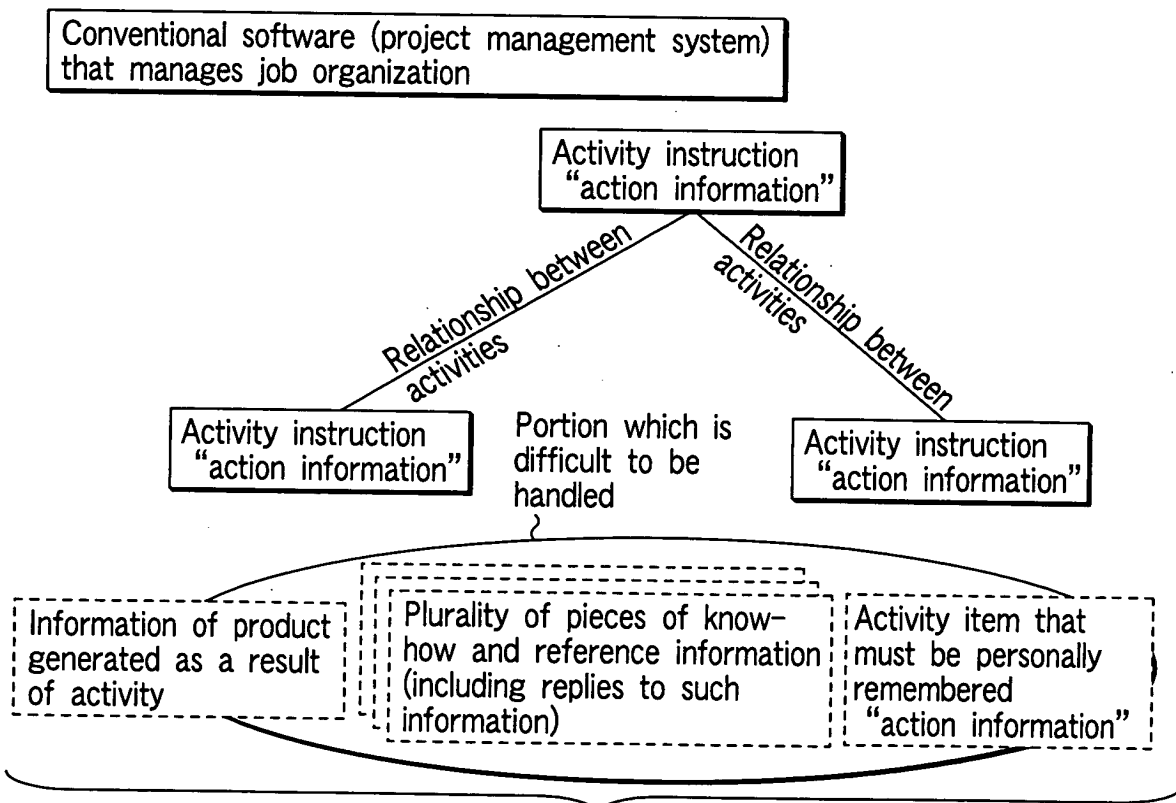 Conventional software (project management system)
that manages job organization
Activity instruction
“action information”
Relationship between
activities
Relationship between
activities
Activity instruction
“action information”
Portion which is
difficult to be
handled
Activity instruction
“action information”
Information of product
generated as a result
of activity
Plurality of pieces of know-
how and reference information
(including replies to such
information)
Activity item that
must be personally
remembered
“action information”